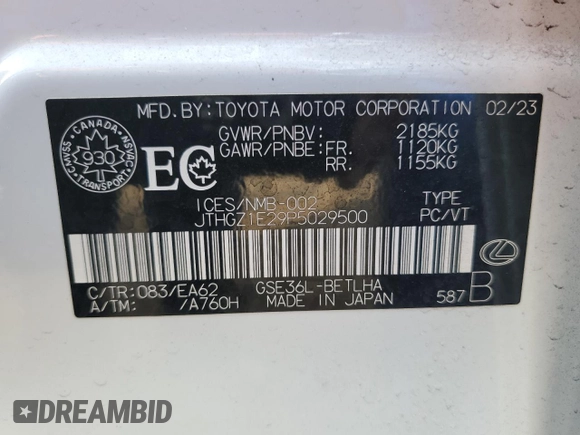 MFD.BY:TOYOTA MOTOR CORPORATION 02/23
GVWR/PNBV: 2185KG
GAWR/PNBE:FR. 1120KG
RR. 1155KG
CMVSS CANADA NSVAC
930
TRANSPORT
EC
ICES/NMB-002 TYPE
JTHGZ1E29P5029500 PC/VT
C/TR:083/EA62 GSE36L-BETLHA 587 B
A/TM: /A760H MADE IN JAPAN
DREAMBID